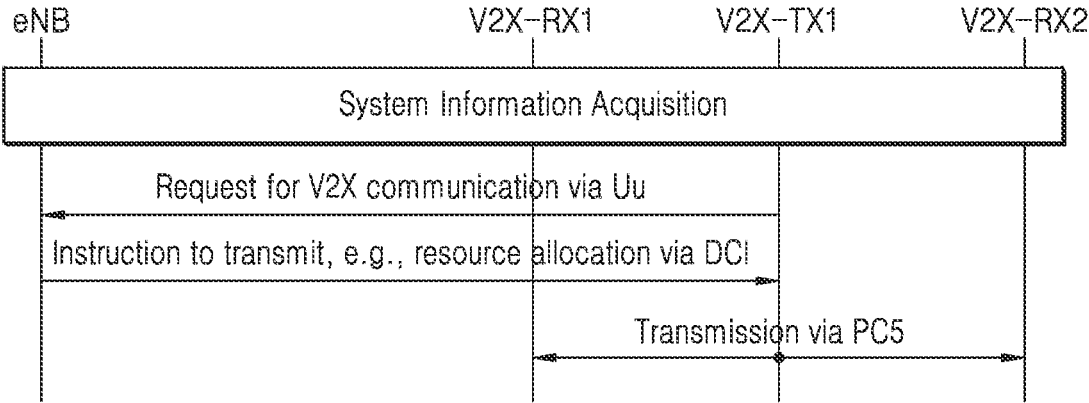 eNB V2X-RX1 V2X-TX1 V2X-RX2
System Information Acquisition
Request for V2X communication via Uu
Instruction to transmit, e.g., resource allocation via DCI
Transmission via PC5